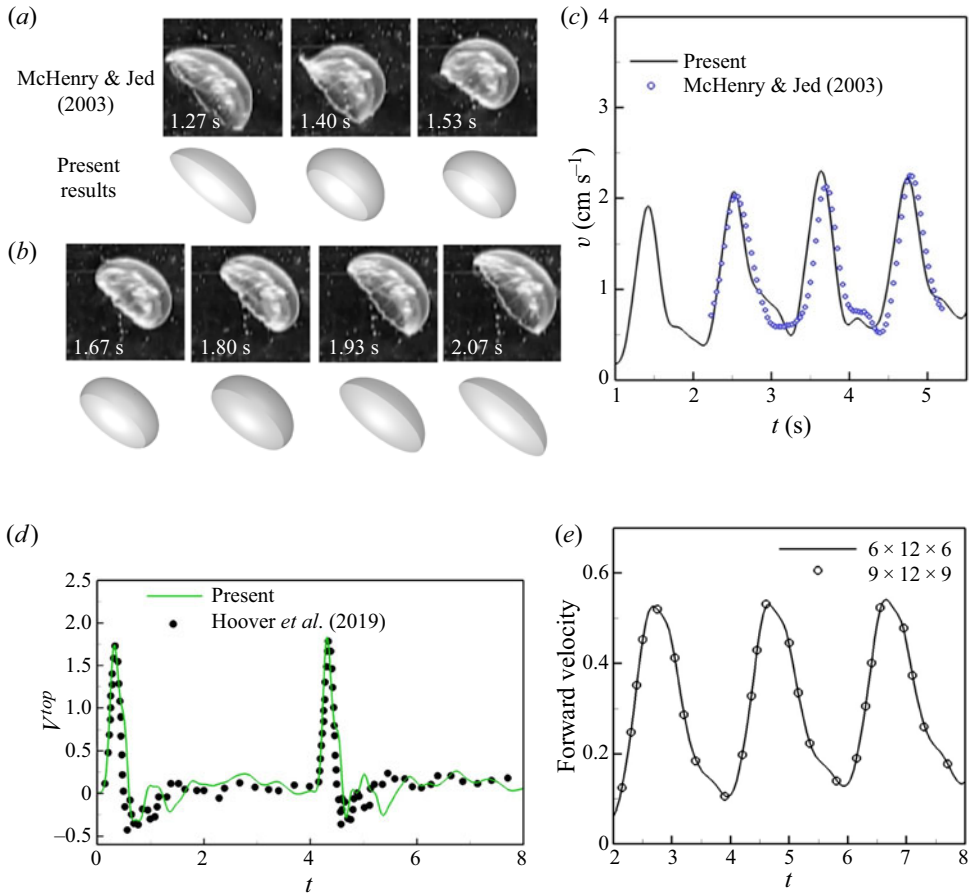 (a)
McHenry & Jed
(2003)
1.27 s
1.40 s
1.53 s
Present
results
(b)
1.67 s
1.80 s
1.93 s
2.07 s
(c)
4
3
2
1
0
v (cm s⁻¹)
Present
McHenry & Jed (2003)
1 2 3 4 5
t (s)
(d)
2.5
2.0
1.5
1.0
0.5
0
–0.5
V^top
Present
Hoover et al. (2019)
0 2 4 6 8
t
(e)
0.6
0.4
0.2
0
Forward velocity
6 × 12 × 6
9 × 12 × 9
2 3 4 5 6 7 8
t